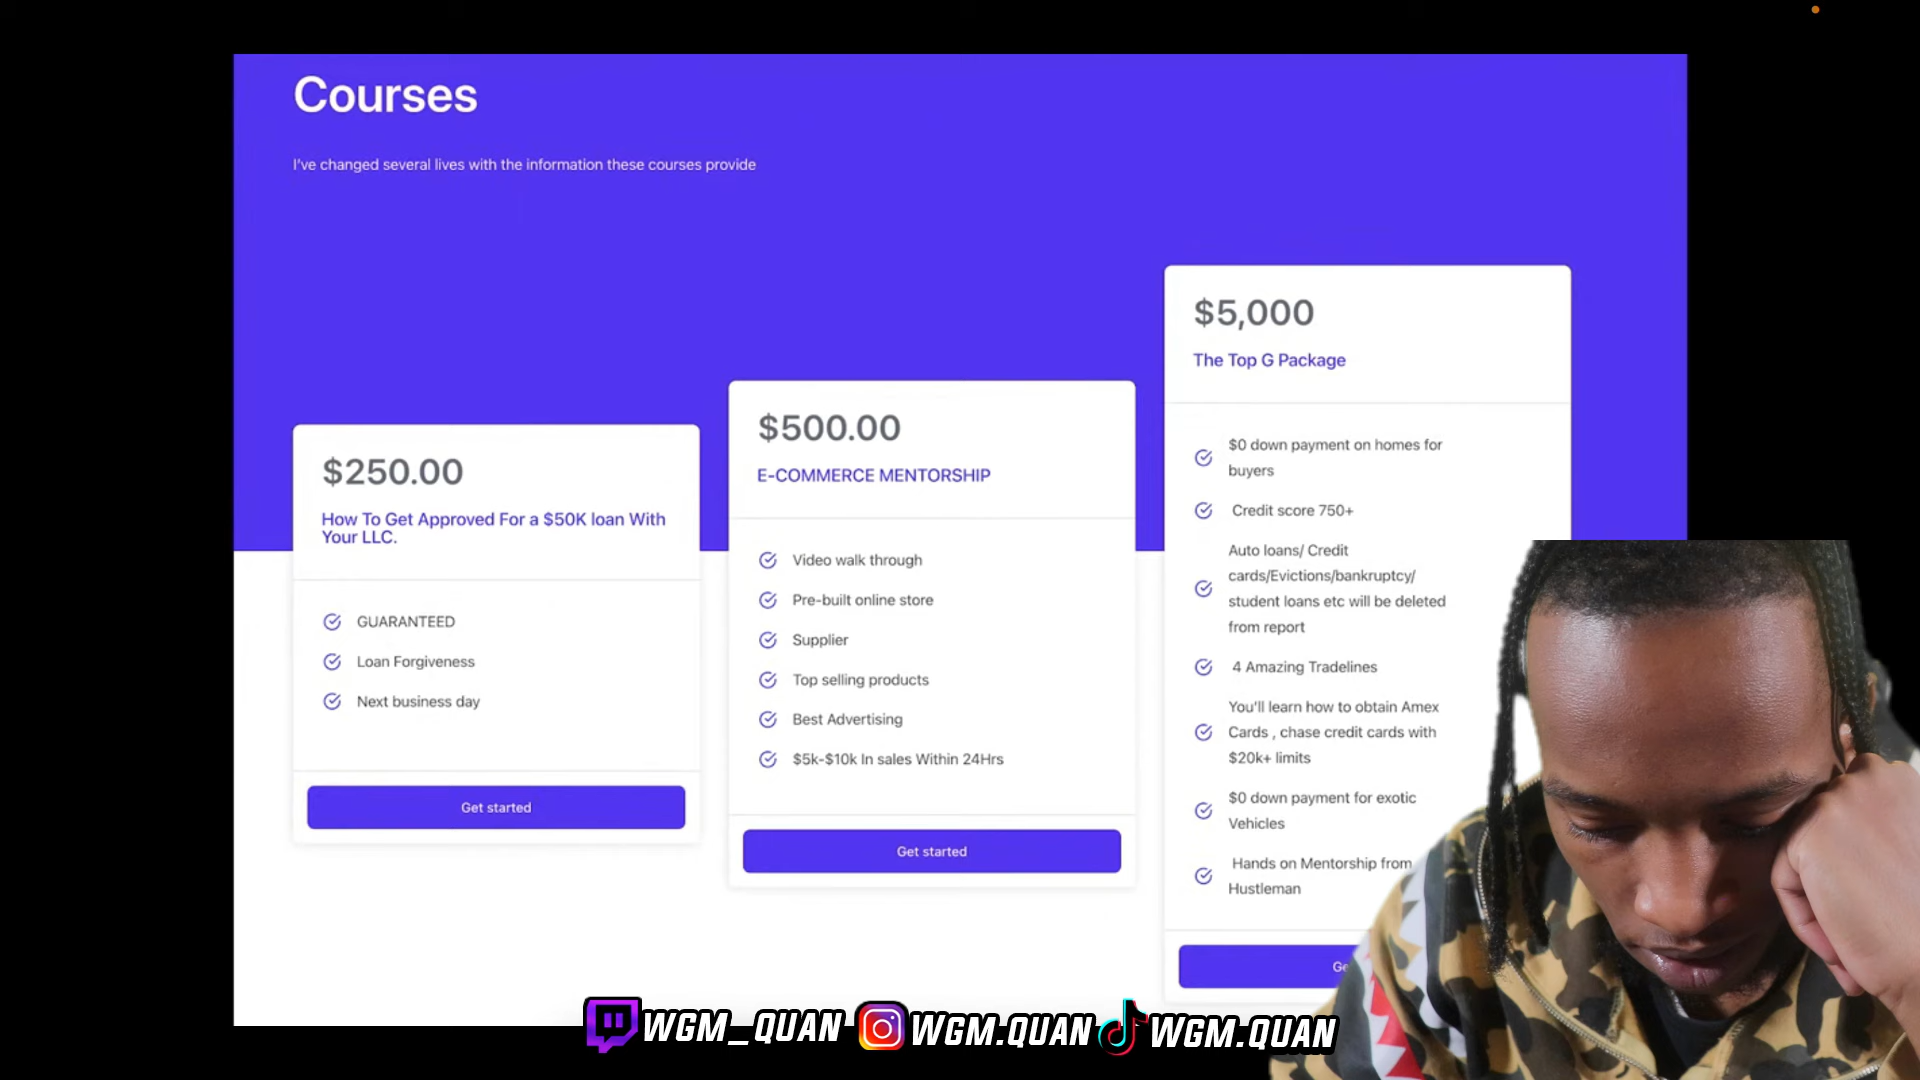 Courses
I've changed several lives with the information these courses provide
$250.00
How To Get Approved For a $50K loan With
Your LLC.
GUARANTEED
Loan Forgiveness
Next business day
Get started
$500.00
E-COMMERCE MENTORSHIP
Video walk through
Pre-built online store
Supplier
Top selling products
Best Advertising
$5k-$10k In sales Within 24Hrs
Get started
$5,000
The Top G Package
$0 down payment on homes for
buyers
Credit score 750+
Auto loans/ Credit
cards/Evictions/bankruptcy/
student loans etc will be deleted
from report
4 Amazing Tradelines
You'll learn how to obtain Amex
Cards , chase credit cards with
$20k+ limits
$0 down payment for exotic
Vehicles
Hands on Mentorship from
Hustleman
WGM_QUAN WGM.QUAN WGM.QUAN